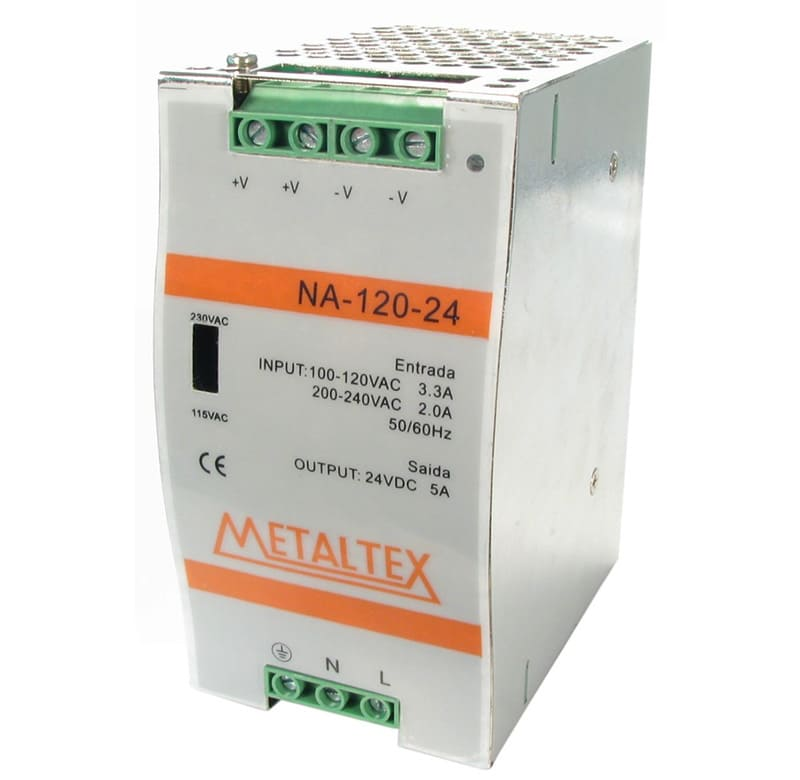 +V +V -V -V
NA-120-24
230VAC
115VAC
Entrada
INPUT:100-120VAC 3.3A
200-240VAC 2.0A
50/60Hz
Saida
OUTPUT: 24VDC 5A
CE
METALTEX
N L